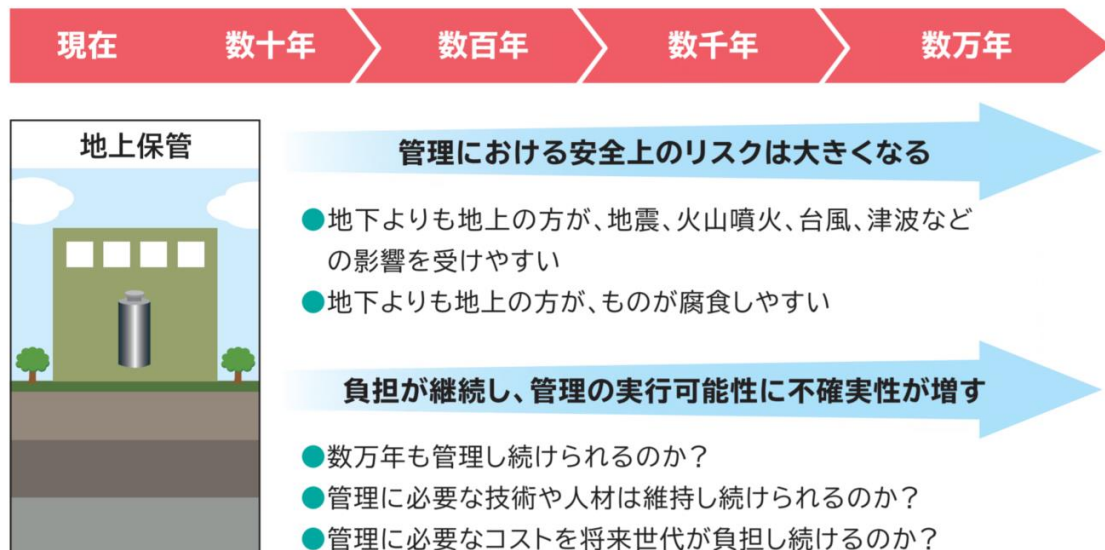 現在 数十年 数百年 数千年 数万年
地上保管
管理における安全上のリスクは大きくなる
●地下よりも地上の方が、地震、火山噴火、台風、津波など
の影響を受けやすい
●地下よりも地上の方が、ものが腐食しやすい
負担が継続し、管理の実行可能性に不確実性が増す
●数万年も管理し続けられるのか?
●管理に必要な技術や人材は維持し続けられるのか?
●管理に必要なコストを将来世代が負担し続けるのか?